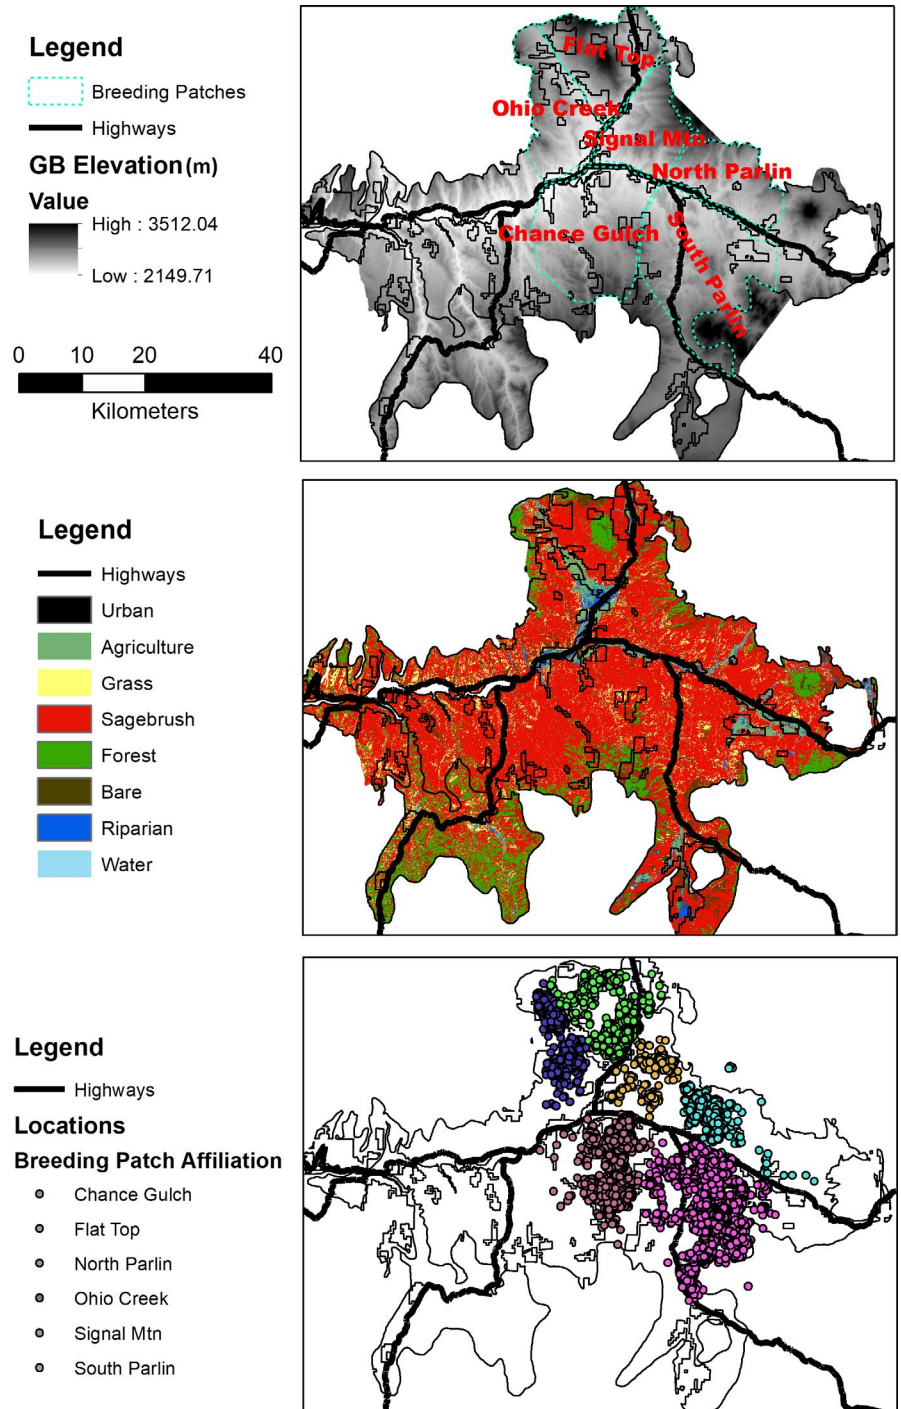 Legend
Breeding Patches
Highways
GB Elevation(m)
Value
High : 3512.04
Low : 2149.71
0 10 20 40
Kilometers
Flat Top
Ohio Creek
Signal Mtn
North Parlin
Chance Gulch
South Parlin
Legend
Highways
Urban
Agriculture
Grass
Sagebrush
Forest
Bare
Riparian
Water
Legend
Highways
Locations
Breeding Patch Affiliation
Chance Gulch
Flat Top
North Parlin
Ohio Creek
Signal Mtn
South Parlin